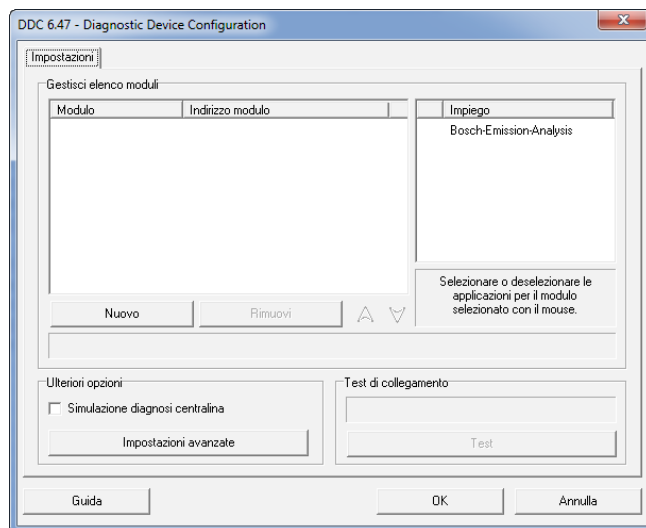 DDC 6.47 - Diagnostic Device Configuration
Impostazioni
Gestisci elenco moduli
Modulo Indirizzo modulo
Impiego
Bosch-Emission-Analysis
Selezionare o deselezionare le
applicazioni per il modulo
selezionato con il mouse.
Nuovo Rimuovi
Ulteriori opzioni
Simulazione diagnosi centralina
Impostazioni avanzate
Test di collegamento
Test
Guida OK Annulla